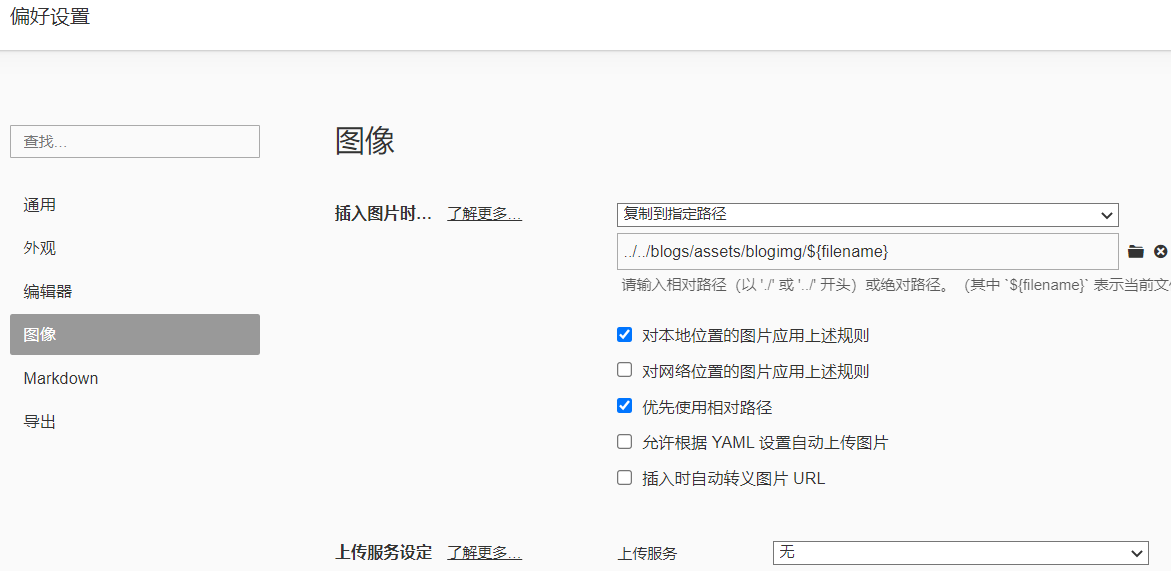 偏好设置
查找...
通用
外观
编辑器
图像
Markdown
导出
图像
插入图片时... 了解更多... 复制到指定路径
../../blogs/assets/blogimg/${filename}
请输入相对路径（以 './' 或 '../' 开头）或绝对路径。（其中 `${filename}` 表示当前文
对本地位置的图片应用上述规则
对网络位置的图片应用上述规则
优先使用相对路径
允许根据 YAML 设置自动上传图片
插入时自动转义图片 URL
上传服务设定 了解更多... 上传服务 无